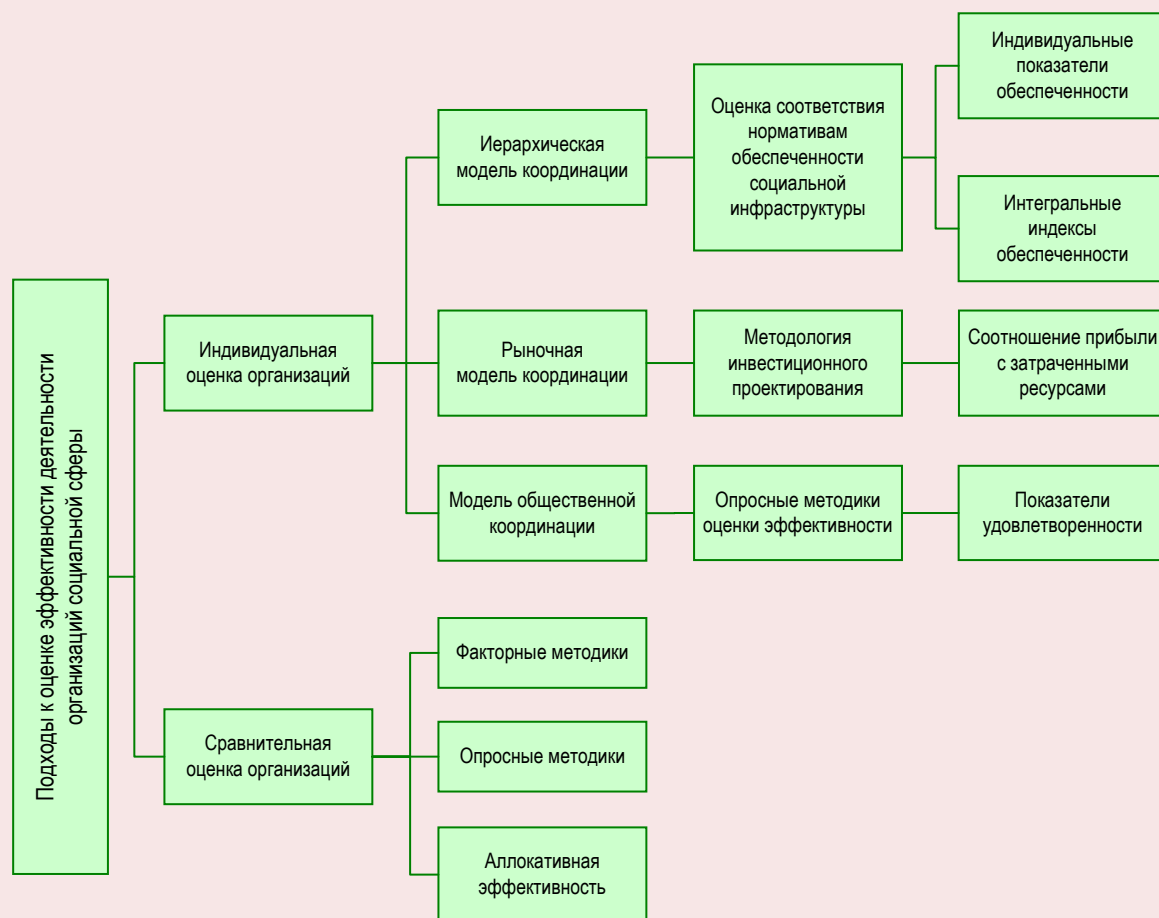 Подходы к оценке эффективности деятельности
организаций социальной сферы
Индивидуальная
оценка организаций
Иерархическая
модель координации
Оценка соответствия
нормативам
обеспеченности
социальной
инфраструктуры
Индивидуальные
показатели
обеспеченности
Интегральные
индексы
обеспеченности
Рыночная
модель координации
Методология
инвестиционного
проектирования
Соотношение прибыли
с затраченными
ресурсами
Модель общественной
координации
Опросные методики
оценки эффективности
Показатели
удовлетворенности
Сравнительная
оценка организаций
Факторные методики
Опросные методики
Аллокативная
эффективность